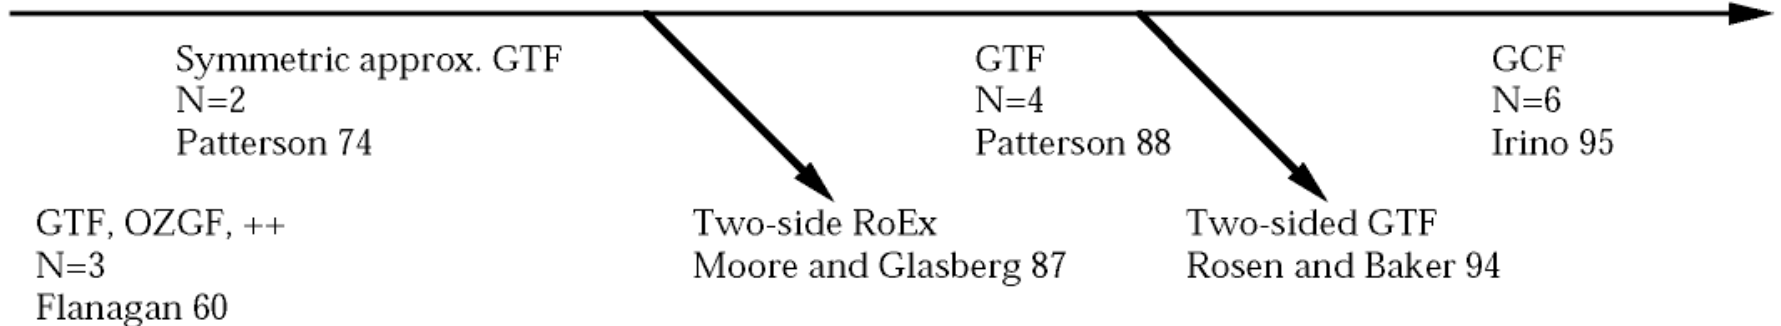 Symmetric approx. GTF
N=2
Patterson 74
GTF
N=4
Patterson 88
GCF
N=6
Irino 95
GTF, OZGF, ++
N=3
Flanagan 60
Two-side RoEx
Moore and Glasberg 87
Two-sided GTF
Rosen and Baker 94